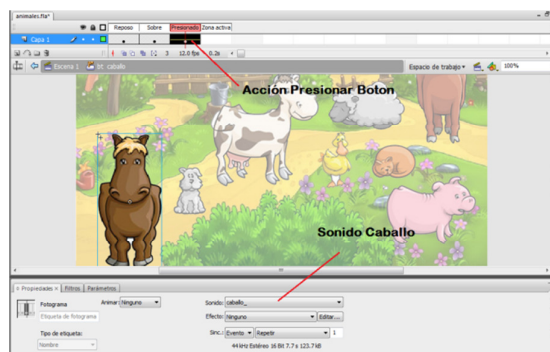 animales.fla*
Reposo Sobre Presionado Zona activa
Capa 1
3 12.0 fps 0.2s
Escena 1 bt caballo Espacio de trabajo 100%
Acción Presionar Boton
Sonido Caballo
Propiedades Filtros Parámetros
Fotograma Animar: Ninguno Sonido: caballo_
Etiqueta de fotograma Efecto: Ninguno Editar...
Tipo de etiqueta: Sinc.: Evento Repetir 1
Nombre 44 kHz Estéreo 16 Bit 7.7 s 123.7 kB